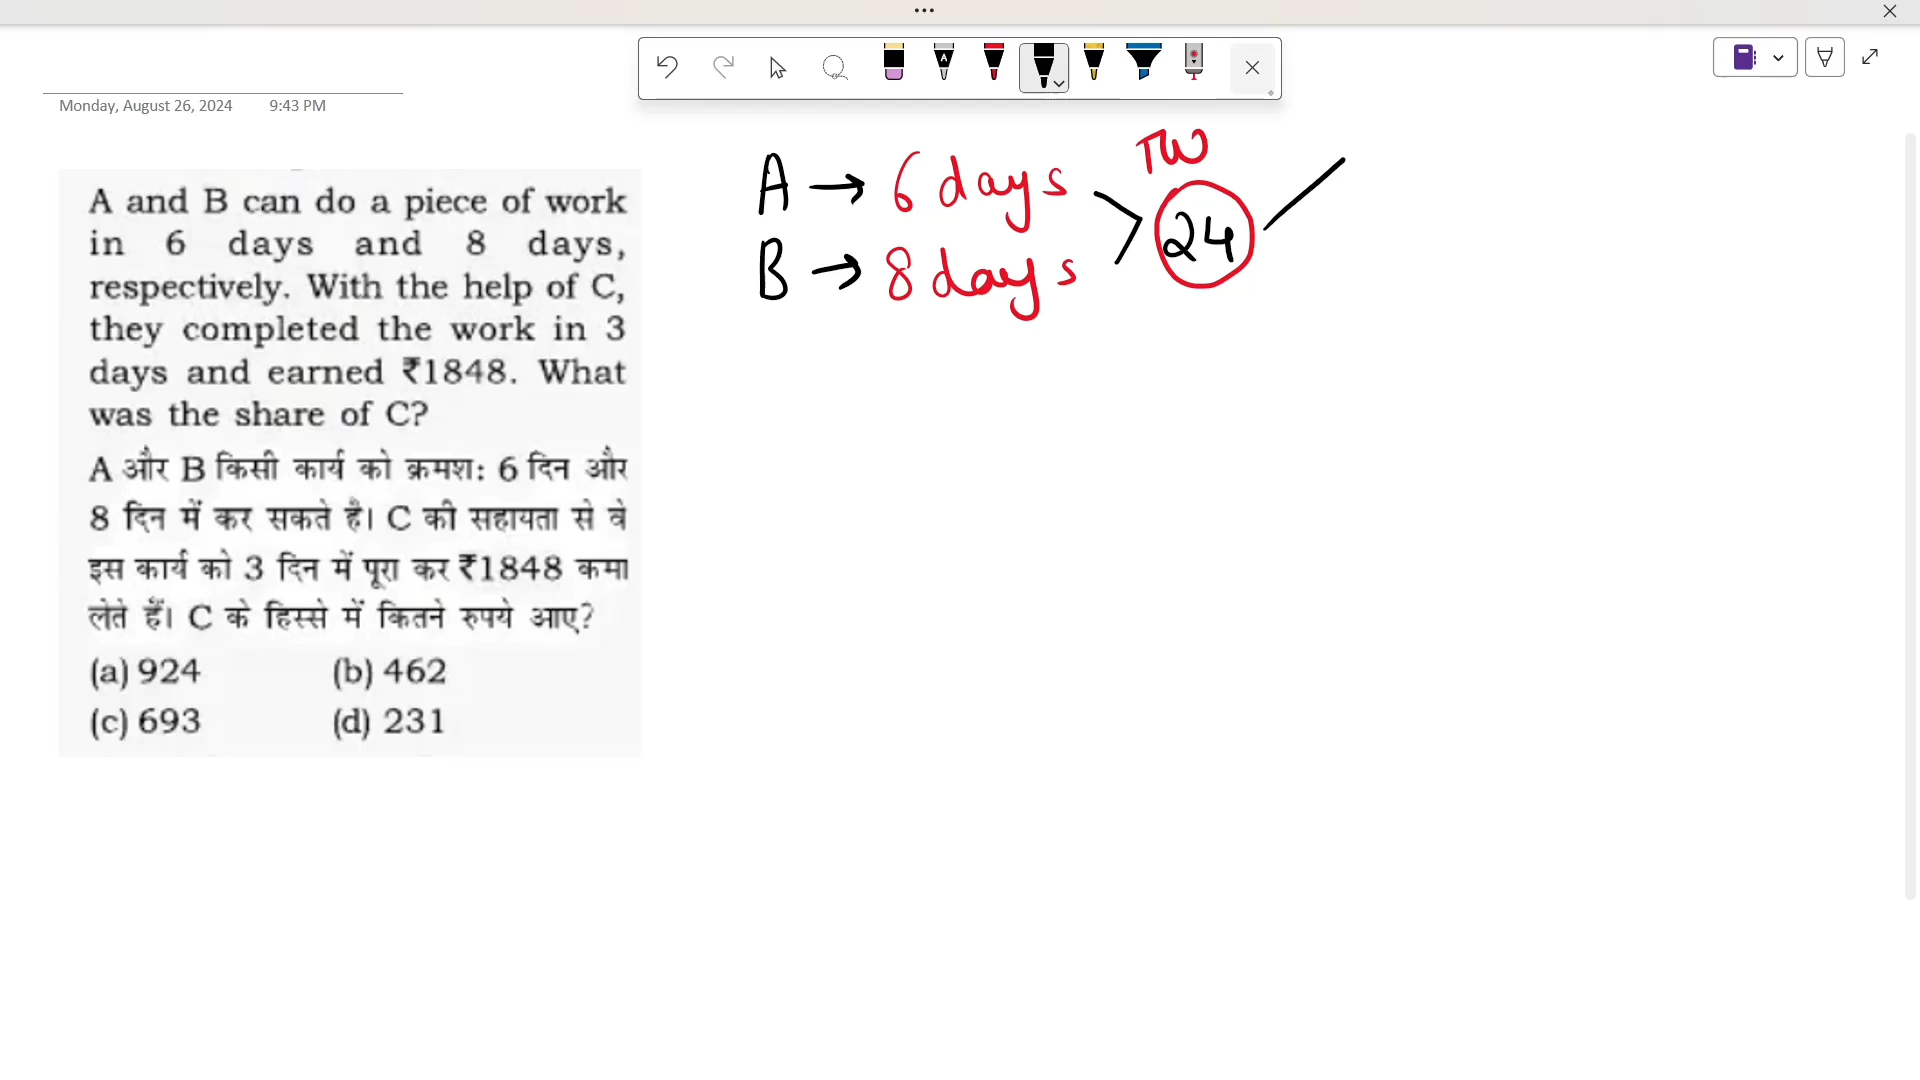 Monday, August 26, 2024 9:43 PM
A and B can do a piece of work
in 6 days and 8 days,
respectively. With the help of C,
they completed the work in 3
days and earned ₹1848. What
was the share of C?
A और B किसी कार्य को क्रमश: 6 दिन और
8 दिन में कर सकते है। C की सहायता से वे
इस कार्य को 3 दिन में पूरा कर ₹1848 कमा
लेते हैं। C के हिस्से में कितने रुपये आए?
(a) 924 (b) 462
(c) 693 (d) 231
TW
A → 6 days
24
B → 8 days